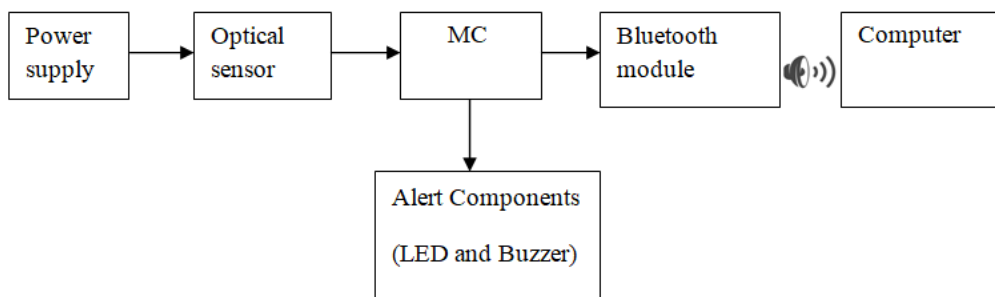 Power
supply
Optical
sensor
MC
Bluetooth
module
Computer
Alert Components
(LED and Buzzer)